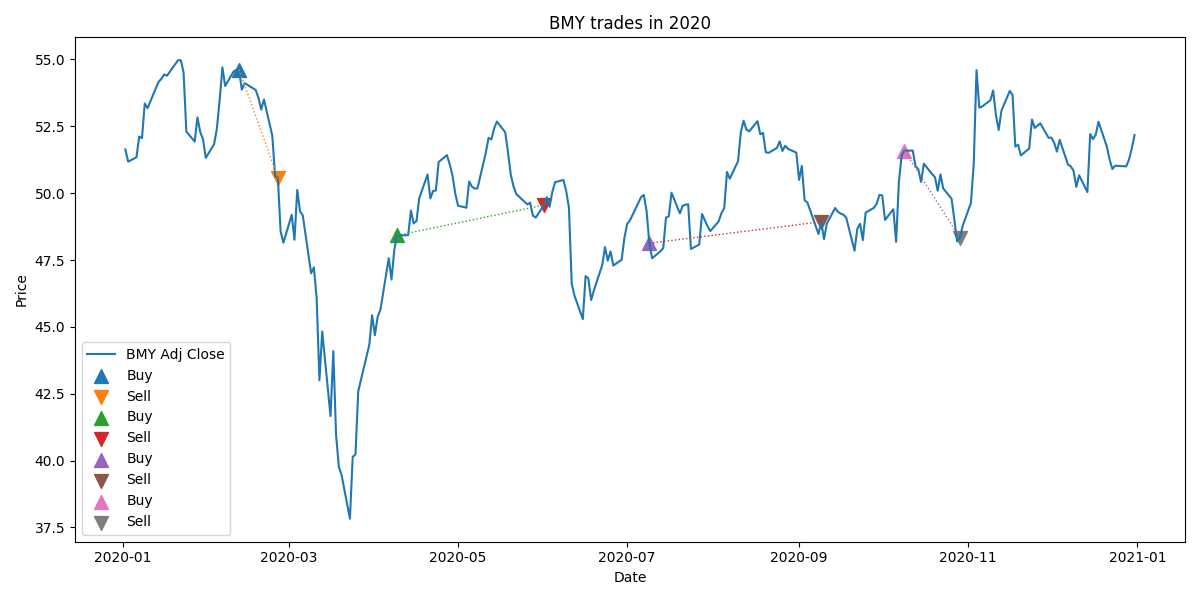 BMY trades in 2020
Price
55.0
52.5
50.0
47.5
45.0
42.5
40.0
37.5
BMY Adj Close
Buy
Sell
Buy
Sell
Buy
Sell
Buy
Sell
2020-01 2020-03 2020-05 2020-07 2020-09 2020-11 2021-01
Date